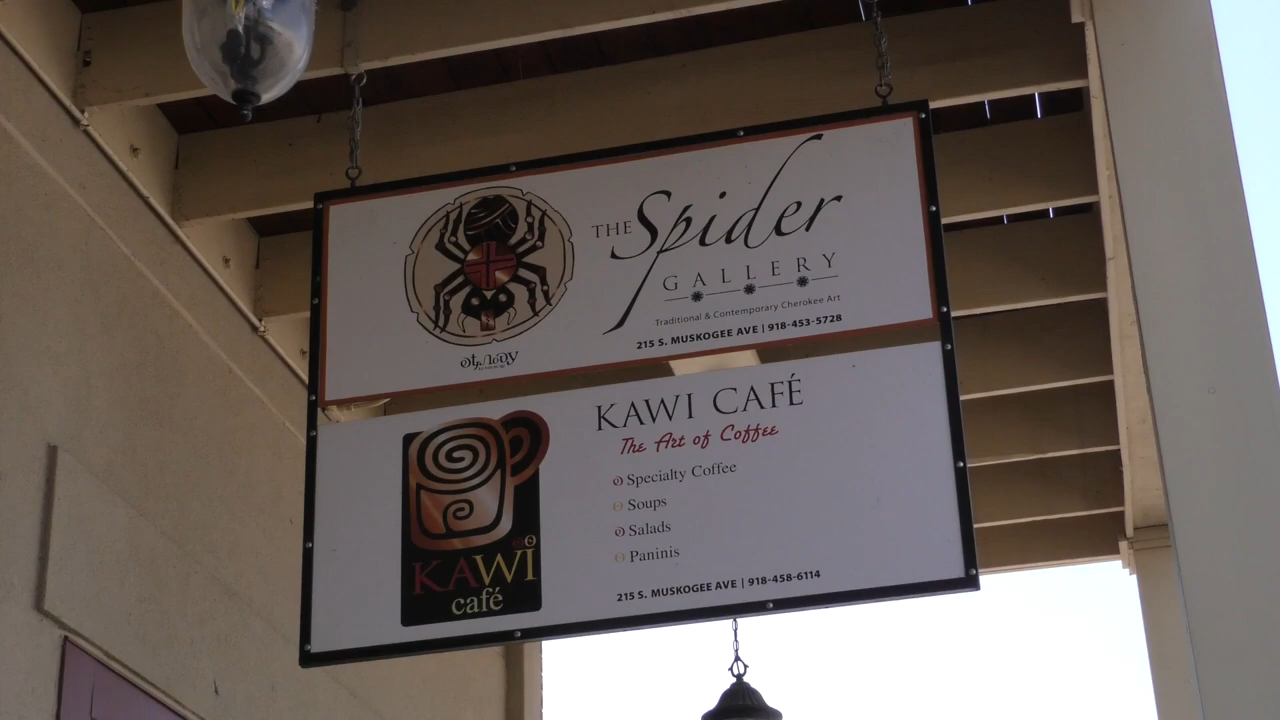 THE Spider
GALLERY
Traditional & Contemporary Cherokee Art
215 S. MUSKOGEE AVE | 918-453-5728
KAWI CAFÉ
The Art of Coffee
Specialty Coffee
Soups
Salads
Paninis
215 S. MUSKOGEE AVE | 918-458-6114
KAWI
café